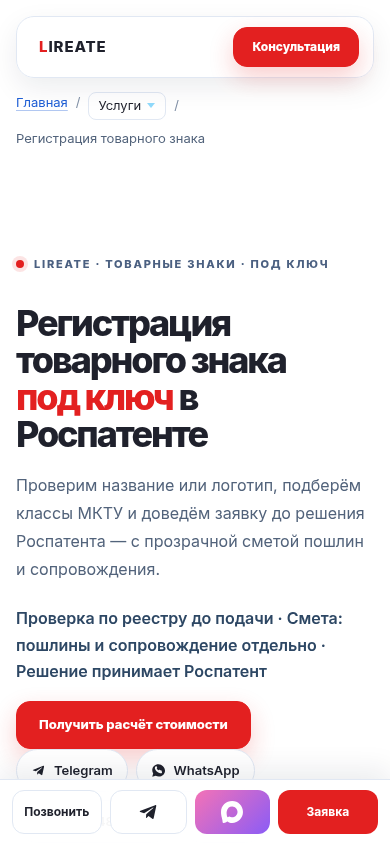 LIREATE
Консультация
Главная / Услуги /
Регистрация товарного знака
LIREATE · ТОВАРНЫЕ ЗНАКИ · ПОД КЛЮЧ
Регистрация
товарного знака
под ключ в
Роспатенте
Проверим название или логотип, подберём
классы МКТУ и доведём заявку до решения
Роспатента — с прозрачной сметой пошлин
и сопровождения.
Проверка по реестру до подачи · Смета:
пошлины и сопровождение отдельно ·
Решение принимает Роспатент
Получить расчёт стоимости
Telegram WhatsApp
Позвонить Заявка